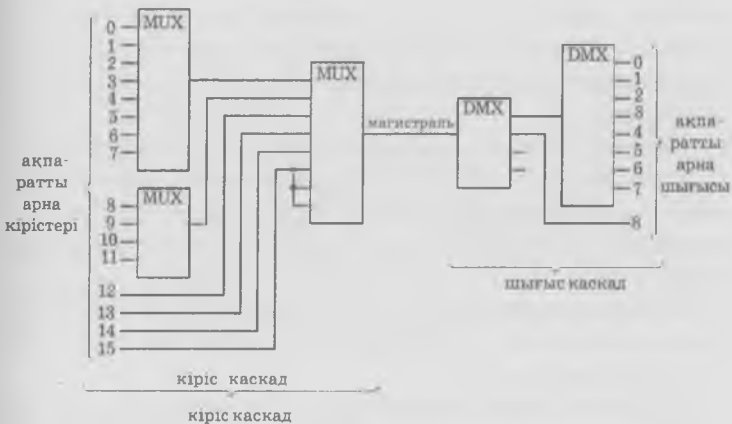 MUX
0
1
2
3
4
5
6
7
MUX
8
9
10
11
12
13
14
15
ақпа-
ратты
арна
кірістері
MUX
магистраль
DMX
DMX
0
1
2
3
4
5
6
7
8
ақпа-
ратты
арна
шығысы
шығыс каскад
кіріс каскад
кіріс каскад